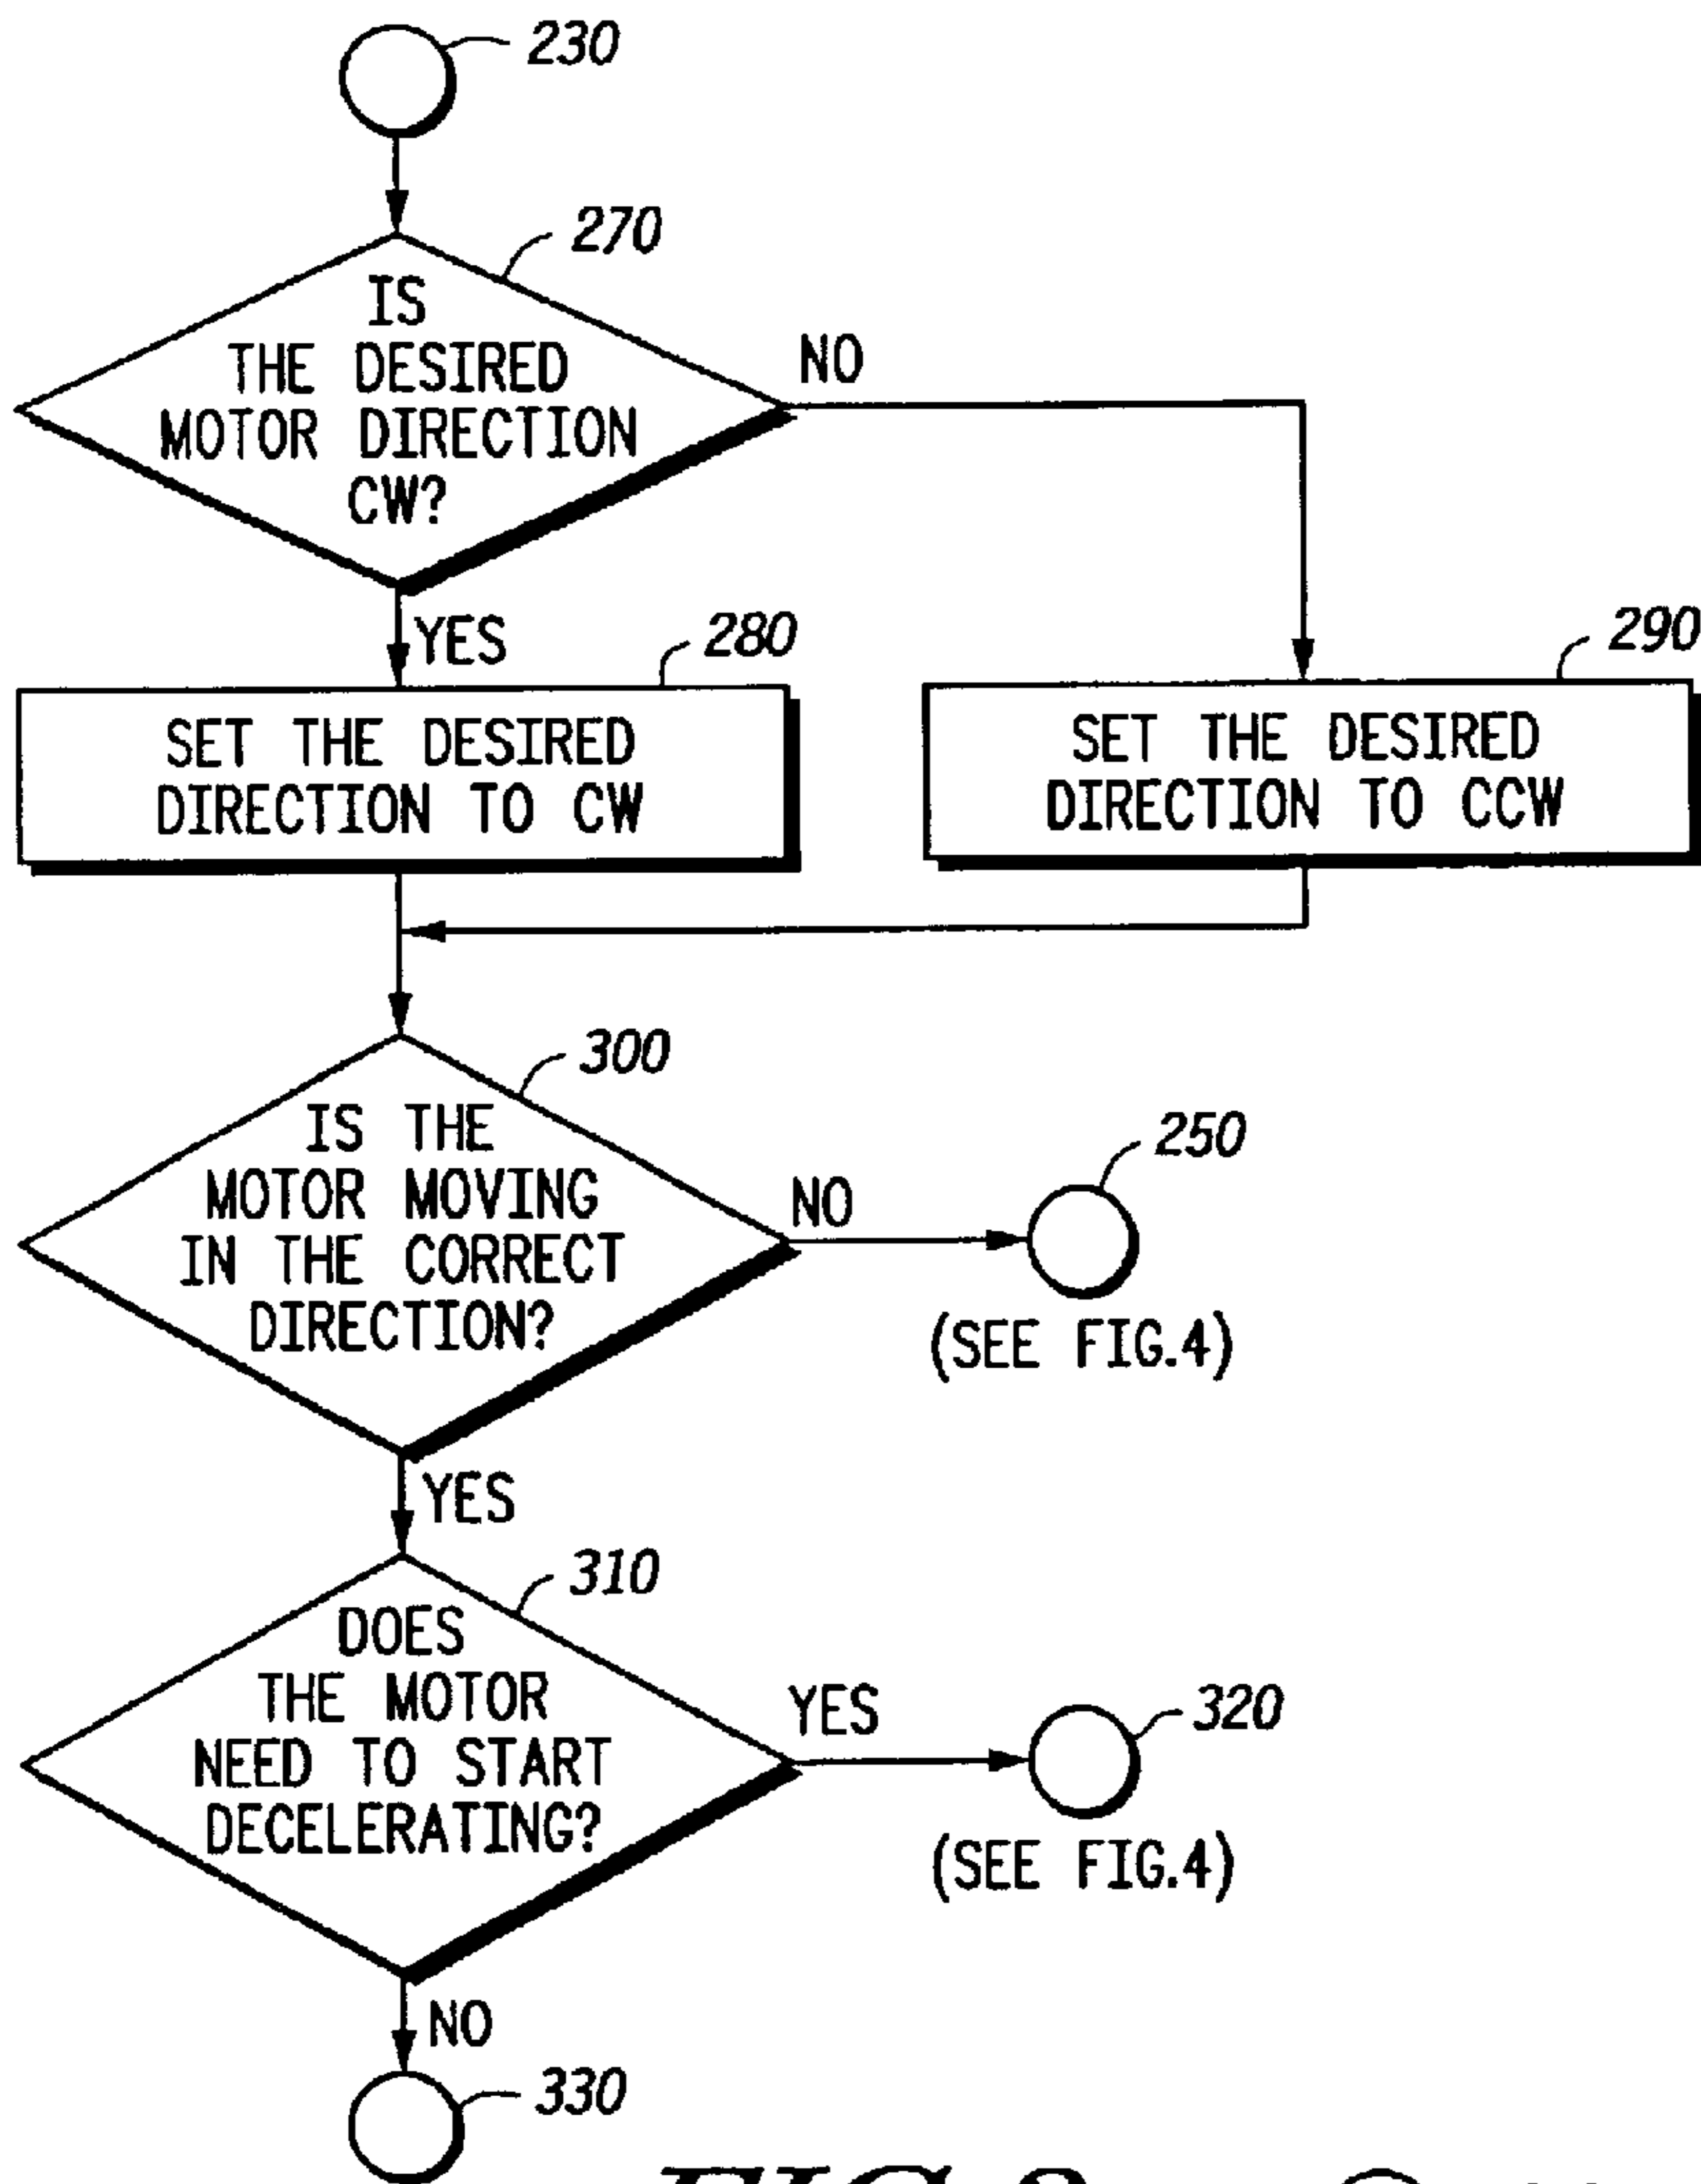 230
270
IS
THE DESIRED
MOTOR DIRECTION
CW?
NO
YES
280
290
SET THE DESIRED
DIRECTION TO CW
SET THE DESIRED
DIRECTION TO CCW
300
IS THE
MOTOR MOVING
IN THE CORRECT
DIRECTION?
NO
250
(SEE FIG.4)
YES
310
DOES
THE MOTOR
NEED TO START
DECELERATING?
YES
320
(SEE FIG.4)
NO
330